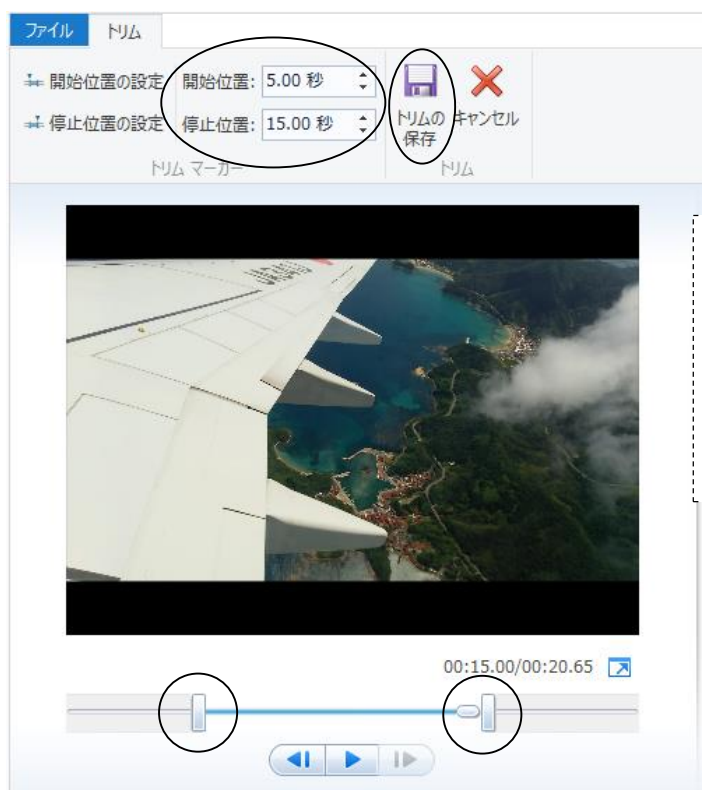 ファイル トリム
開始位置の設定 開始位置: 5.00 秒
停止位置の設定 停止位置: 15.00 秒
トリムの
保存
キャンセル
トリム マーカー トリム
00:15.00/00:20.65